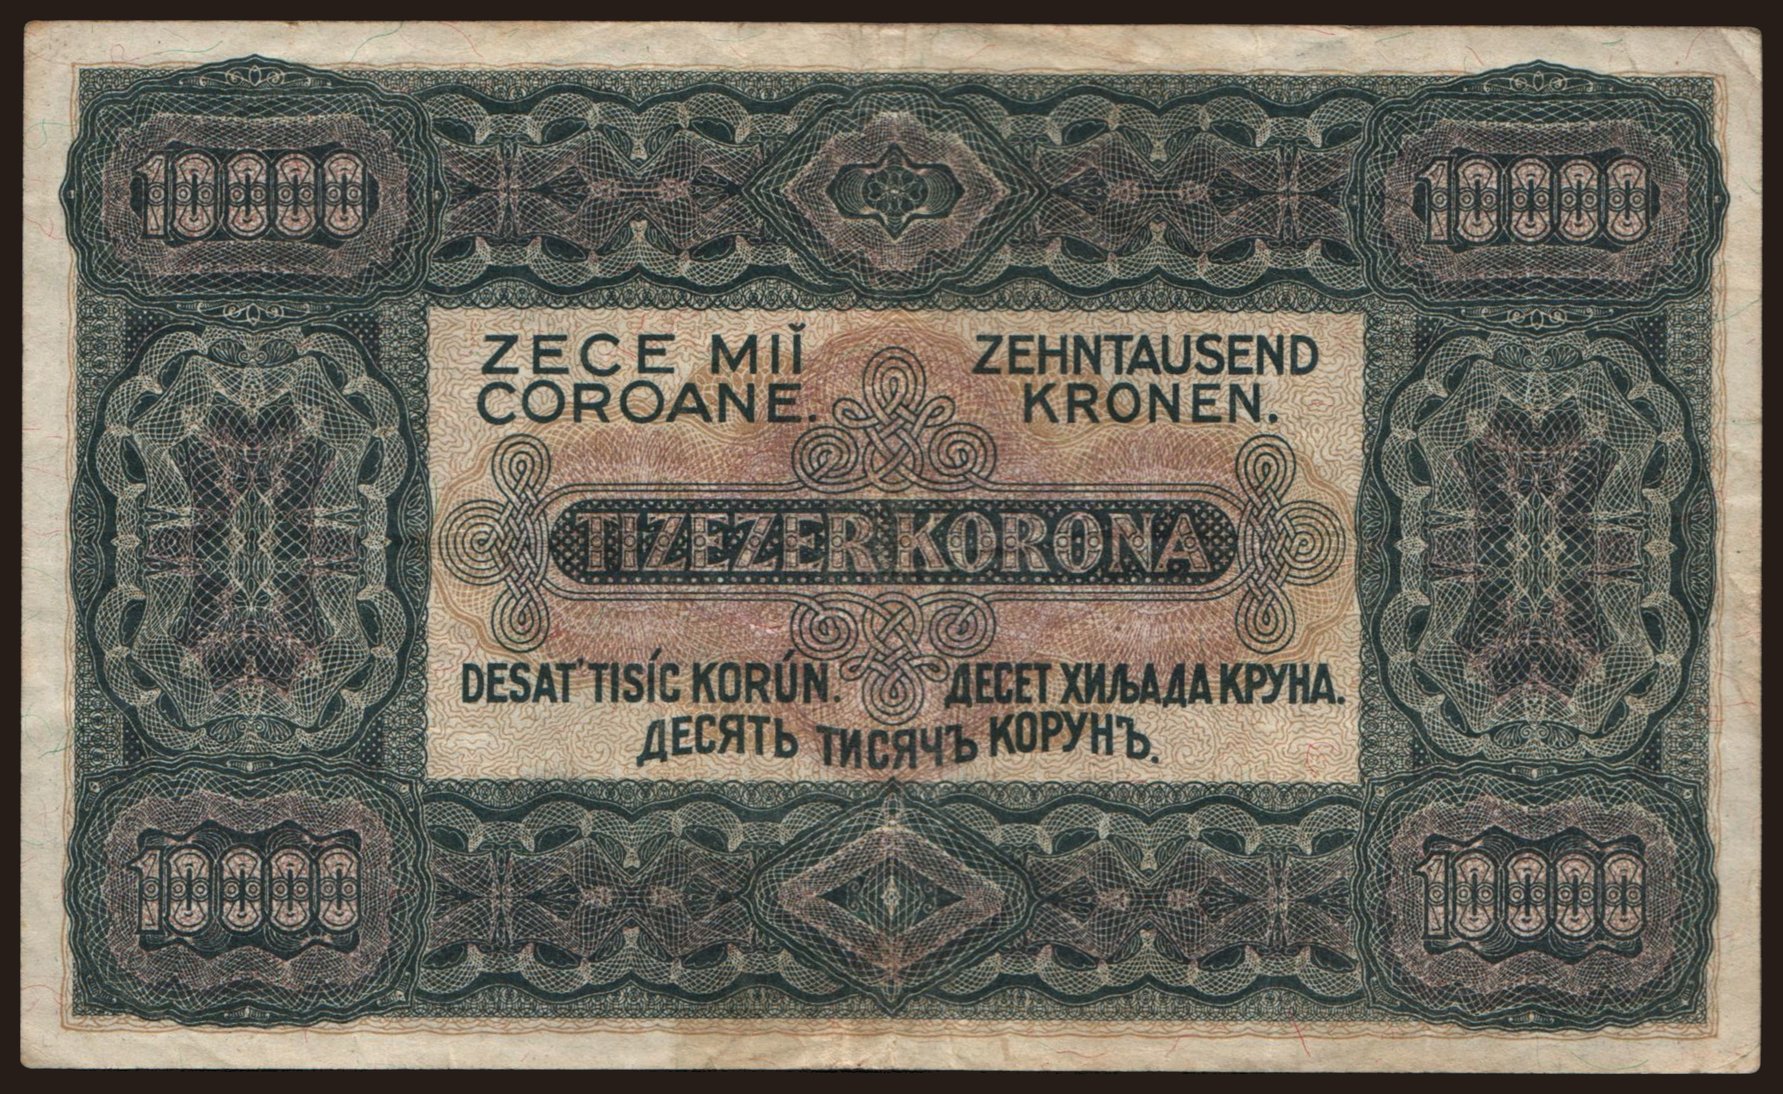 10000
10000
ZECE MIĬ
COROANE.
ZEHNTAUSEND
KRONEN.
TIZEZER KORONA
DESAT'TISÍC KORÚN.
ДЕСЕТ ХИЉАДА КРУНА.
ДЕСЯТЬ ТИСЯЧЪ КОРУНЪ.
10000
10000